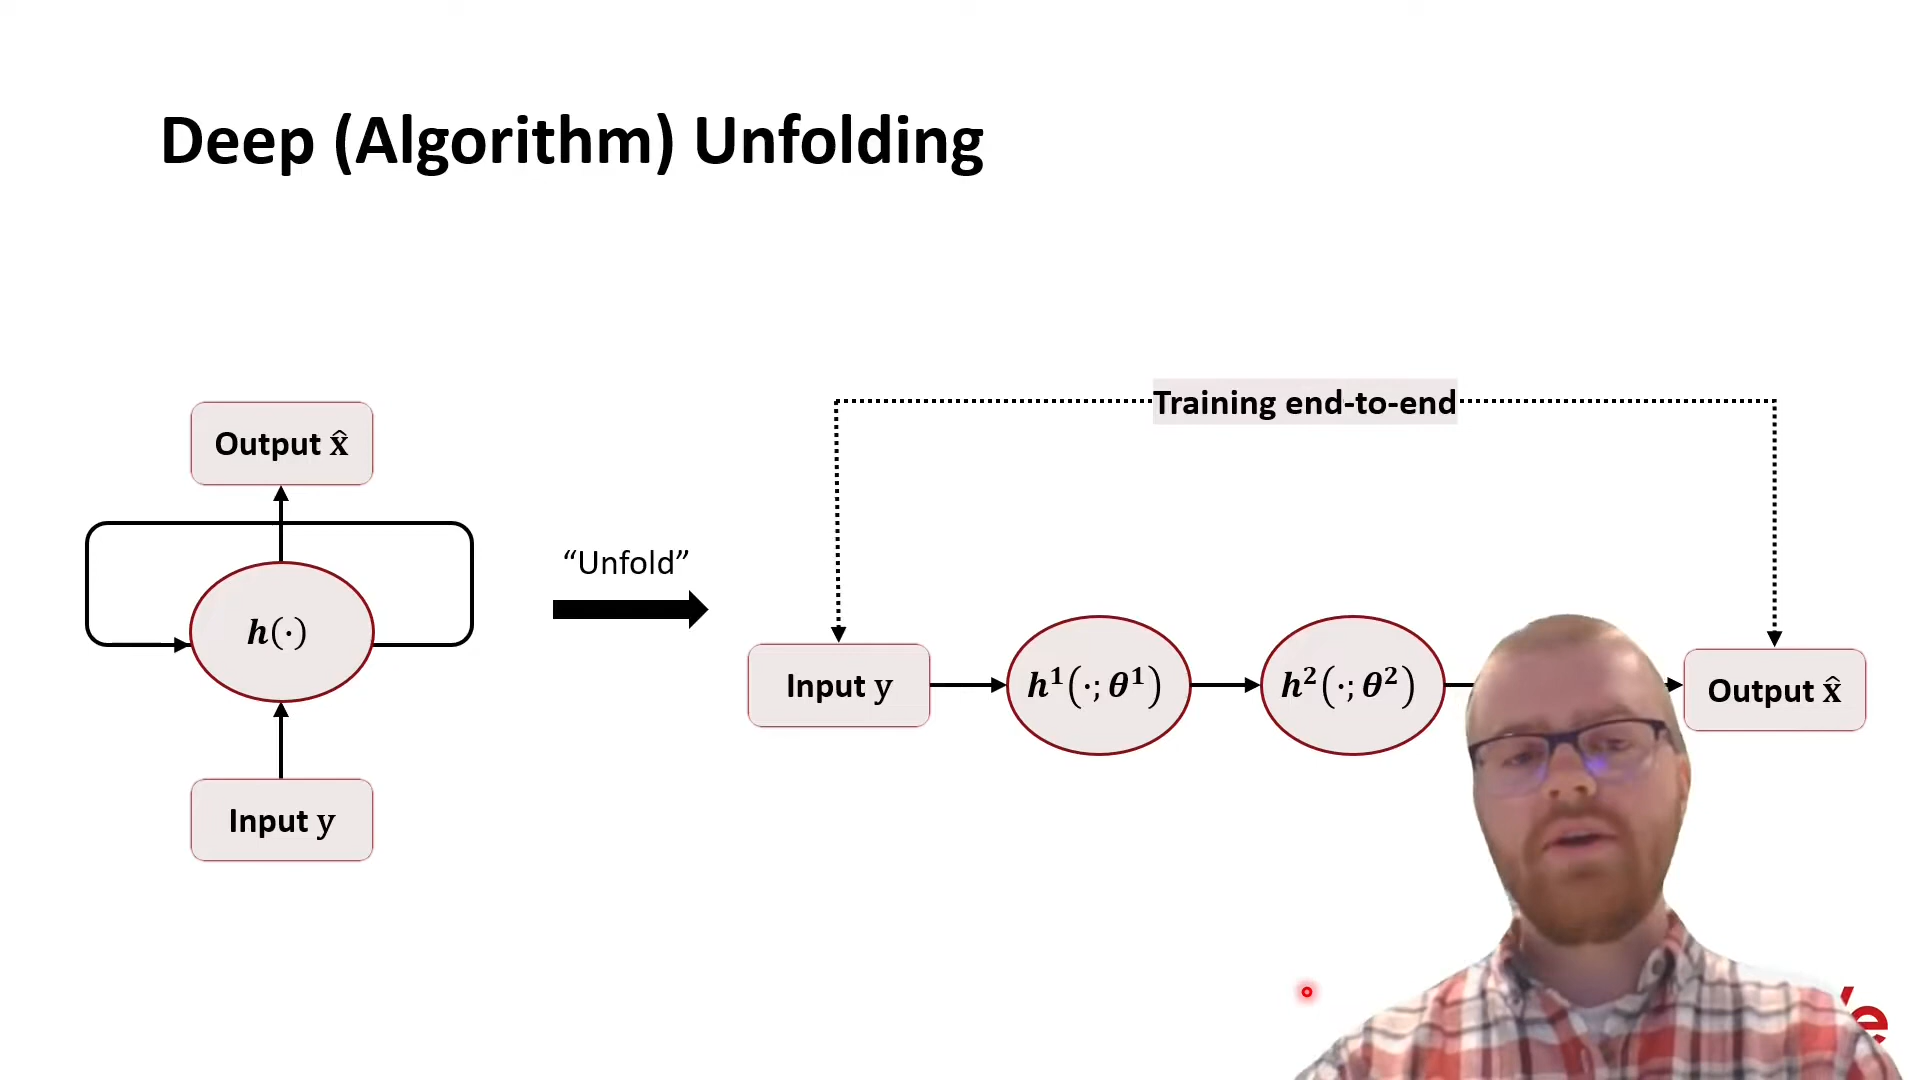 Deep (Algorithm) Unfolding
Output x̂
h(·)
Input y
“Unfold”
Training end-to-end
Input y
h¹(·; θ¹)
h²(·; θ²)
Output x̂